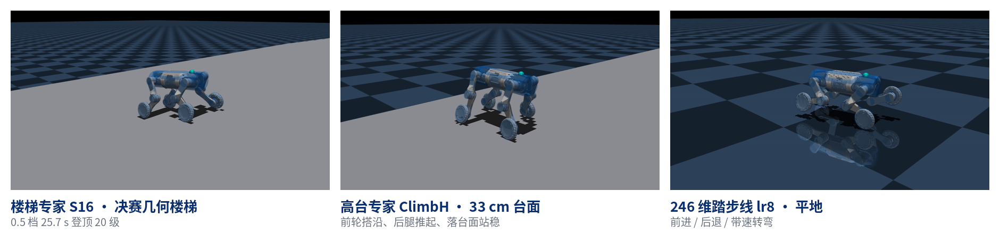 楼梯专家 S16 · 决赛几何楼梯
0.5 档 25.7 s 登顶 20 级
高台专家 ClimbH · 33 cm 台面
前轮搭沿、后腿推起、落台面站稳
246 维踏步线 lr8 · 平地
前进 / 后退 / 带速转弯